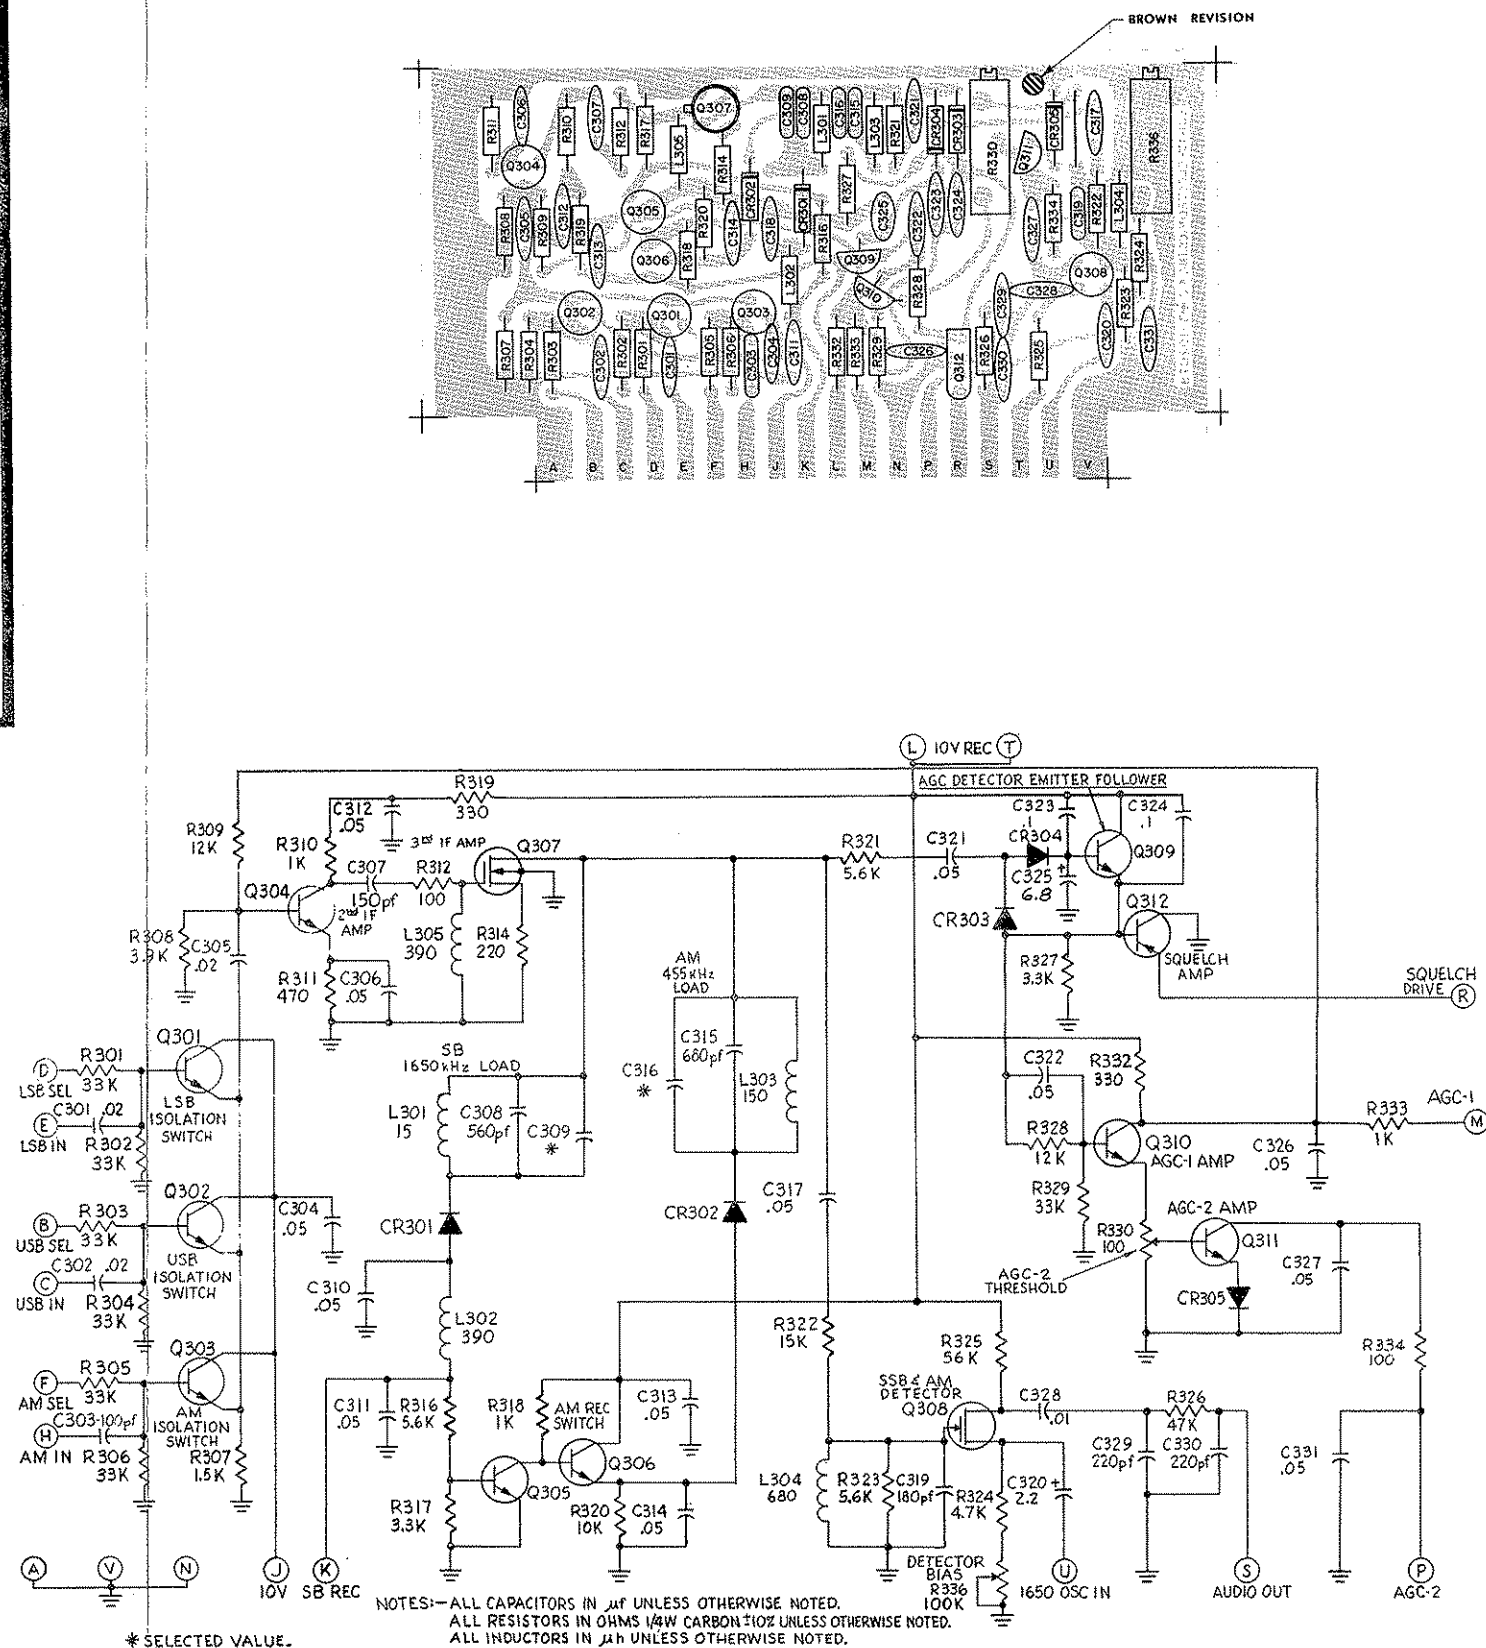 BROWN REVISION
R311
C306
R310
C307
R312
R317
L305
Q307
R314
CR302
C309
C308
L301
C316
C315
L303
R321
C321
CR304
CR303
R330
Q311
CR305
C317
R336
Q304
R308
C305
R309
C312
R319
C313
Q305
Q306
R318
R320
C314
C318
CR301
R316
R327
C325
C322
C323
C324
C327
R334
C319
R322
L304
R324
L302
Q309
Q310
R328
C329
C328
Q308
R323
Q302
Q301
Q303
R307
R304
R303
C302
R302
R301
C301
R305
R306
C303
C304
C311
R332
R333
R329
C326
Q312
R326
C330
R325
C320
C331
A B C D E F H J K L M N P R S T U V
L 10V REC T
AGC DETECTOR EMITTER FOLLOWER
R319
330
C312
.05
R309
12K
R310
1K
C307
150pf
3RD IF AMP
R312
100
Q307
Q304
2ND IF
AMP
R308
3.9K
C305
.02
R311
470
C306
.05
L305
390
R314
220
R321
5.6K
C321
.05
C323
.1
CR304
C324
.1
Q309
C325
6.8
CR303
Q312
SQUELCH
AMP
R327
3.3K
SQUELCH
DRIVE R
AM
455kHz
LOAD
C315
680pf
C316
*
L303
150
SB
1650kHz LOAD
L301
15
C308
560pf
C309
*
Q301
D
LSB SEL
R301
33K
LSB
ISOLATION
SWITCH
C301 .02
E
LSB IN
R302
33K
Q302
B
USB SEL
R303
33K
USB
ISOLATION
SWITCH
C302 .02
C
USB IN
R304
33K
C304
.05
Q303
F
AM SEL
R305
33K
AM
ISOLATION
SWITCH
C303-100pf
H
AM IN
R306
33K
R307
1.5K
CR301
C310
.05
L302
390
CR302
C317
.05
C322
.05
R332
330
R328
12K
Q310
AGC-1 AMP
R333
1K
AGC-1
M
C326
.05
R329
33K
R330
100
AGC-2 AMP
Q311
AGC-2
THRESHOLD
CR305
C327
.05
R334
100
R322
15K
R325
56K
C311
.05
R316
5.6K
R318
1K
AM REC
SWITCH
C313
.05
Q305
Q306
R317
3.3K
R320
10K
C314
.05
SSB & AM
DETECTOR
Q308
C328
.01
R326
47K
C329
220pf
C330
220pf
C331
.05
L304
680
R323
5.6K
C319
180pf
R324
4.7K
C320 +
2.2
DETECTOR
BIAS
R336
100K
A V N
J
10V
K
SB REC
U
1650 OSC IN
S
AUDIO OUT
P
AGC-2
NOTES:- ALL CAPACITORS IN µf UNLESS OTHERWISE NOTED.
ALL RESISTORS IN OHMS 1/4W CARBON ±10% UNLESS OTHERWISE NOTED.
ALL INDUCTORS IN µh UNLESS OTHERWISE NOTED.
* SELECTED VALUE.